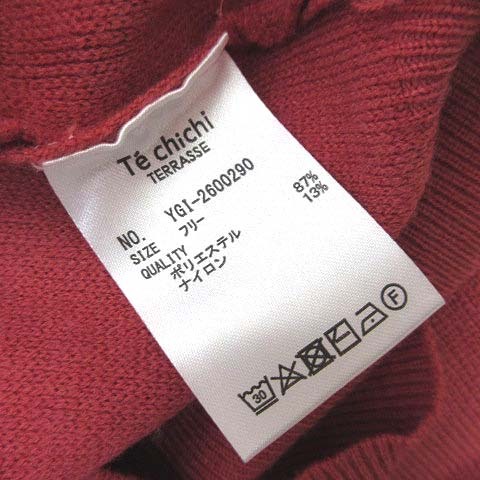 Té chichi
TERRASSE
NO. YGI-2600290
SIZE フリー
QUALITY
ポリエステル 87%
ナイロン 13%
30
F